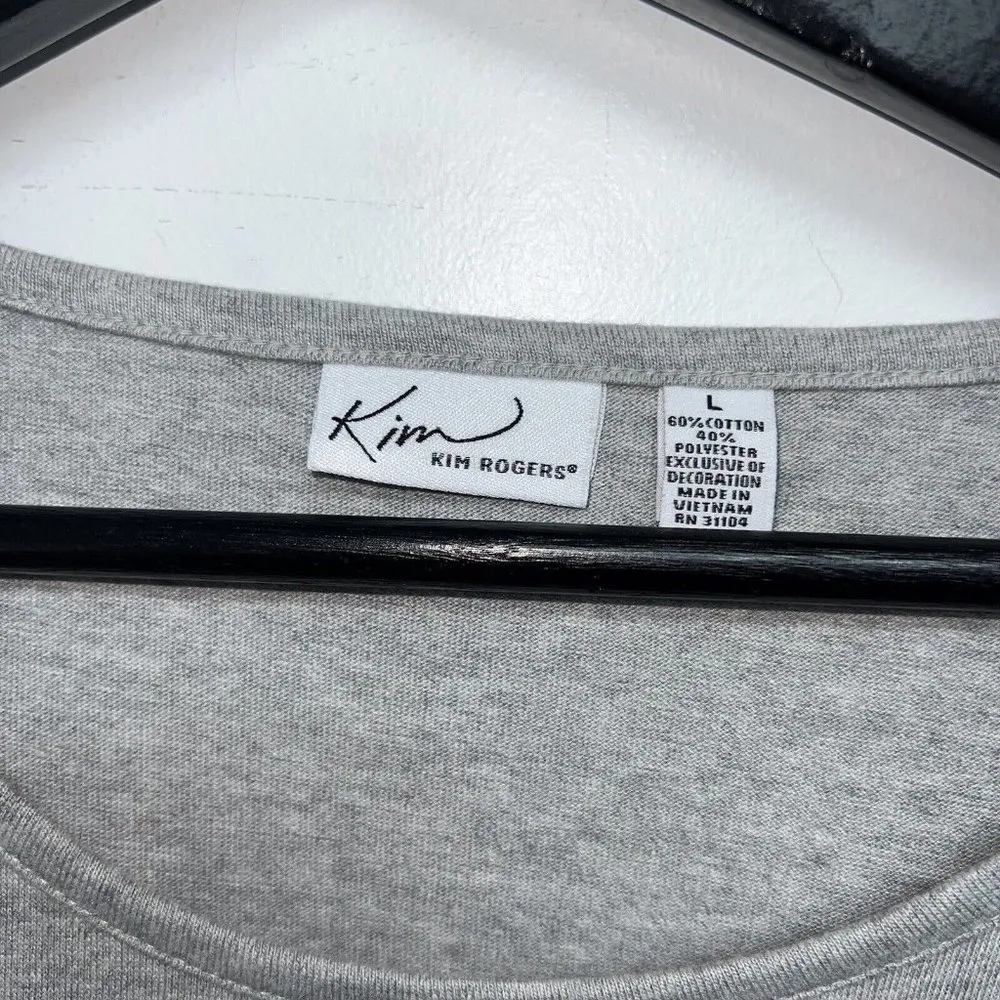 Kim
KIM ROGERS®
L
60% COTTON
40%
POLYESTER
EXCLUSIVE OF
DECORATION
MADE IN
VIETNAM
RN 31104